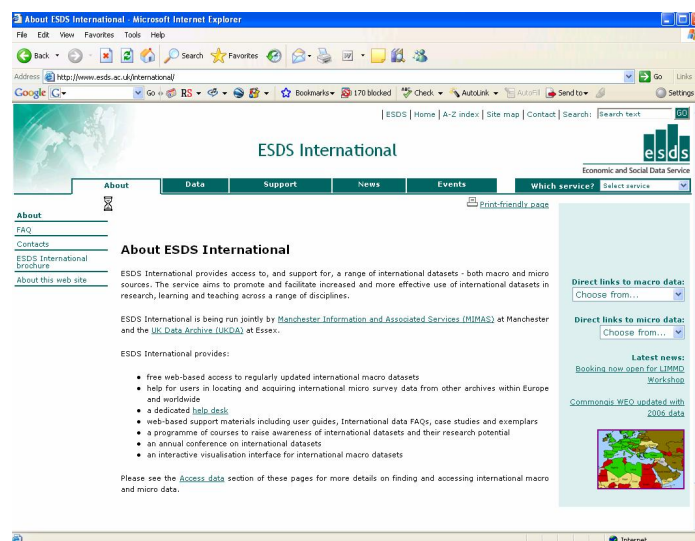 About ESDS International - Microsoft Internet Explorer
File Edit View Favorites Tools Help
Back Search Favorites
Address http://www.esds.ac.uk/international/ Go Links
Google G Go RS Bookmarks 170 blocked Check AutoLink AutoFill Send to Settings
ESDS | Home | A-Z index | Site map | Contact | Search: Search text GO
ESDS International
esds
Economic and Social Data Service
About Data Support News Events Which service? Select service
Print-friendly page
About
FAQ
Contacts
ESDS International
brochure
About this web site
About ESDS International
ESDS International provides access to, and support for, a range of international datasets - both macro and micro
sources. The service aims to promote and facilitate increased and more effective use of international datasets in
research, learning and teaching across a range of disciplines.
ESDS International is being run jointly by Manchester Information and Associated Services (MIMAS) at Manchester
and the UK Data Archive (UKDA) at Essex.
ESDS International provides:
• free web-based access to regularly updated international macro datasets
• help for users in locating and acquiring international micro survey data from other archives within Europe
and worldwide
• a dedicated help desk
• web-based support materials including user guides, International data FAQs, case studies and exemplars
• a programme of courses to raise awareness of international datasets and their research potential
• an annual conference on international datasets
• an interactive visualisation interface for international macro datasets
Please see the Access data section of these pages for more details on finding and accessing international macro
and micro data.
Direct links to macro data:
Choose from...
Direct links to micro data:
Choose from...
Latest news:
Booking now open for LIMMD
Workshop
Commongis WEO updated with
2006 data
Internet